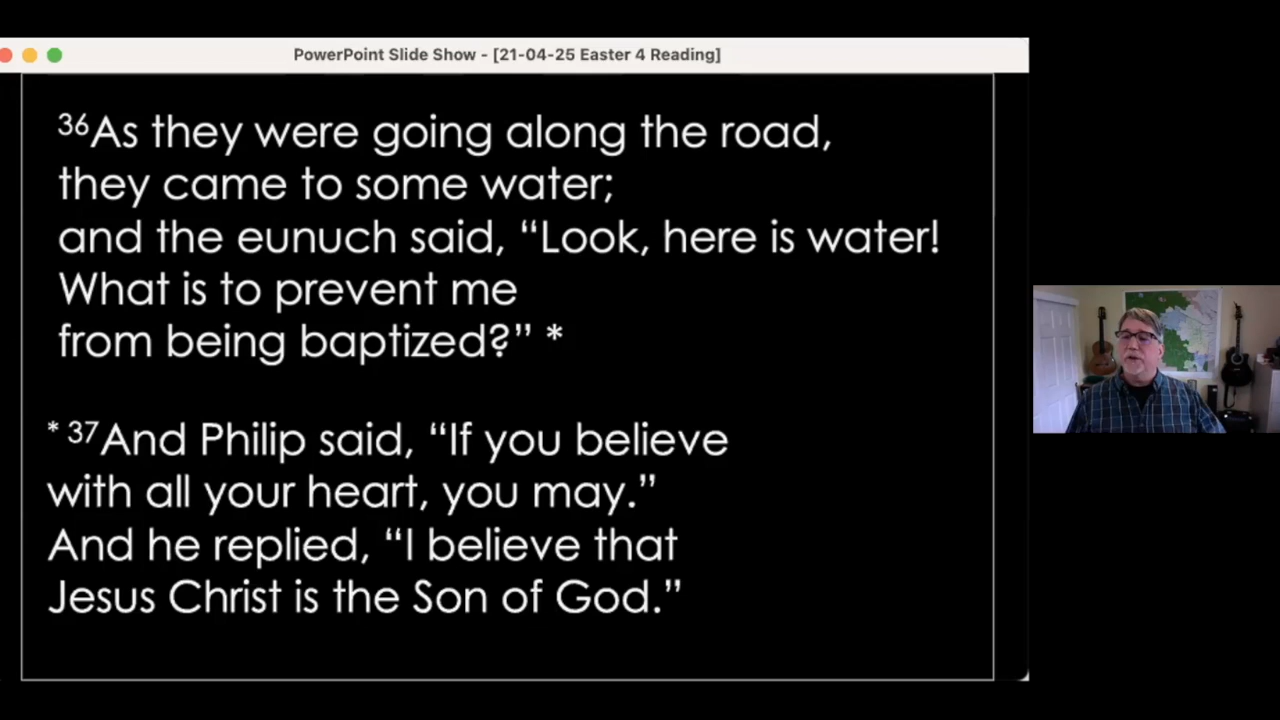 PowerPoint Slide Show - [21-04-25 Easter 4 Reading]
36As they were going along the road,
they came to some water;
and the eunuch said, “Look, here is water!
What is to prevent me
from being baptized?” *
* 37And Philip said, “If you believe
with all your heart, you may.”
And he replied, “I believe that
Jesus Christ is the Son of God.”